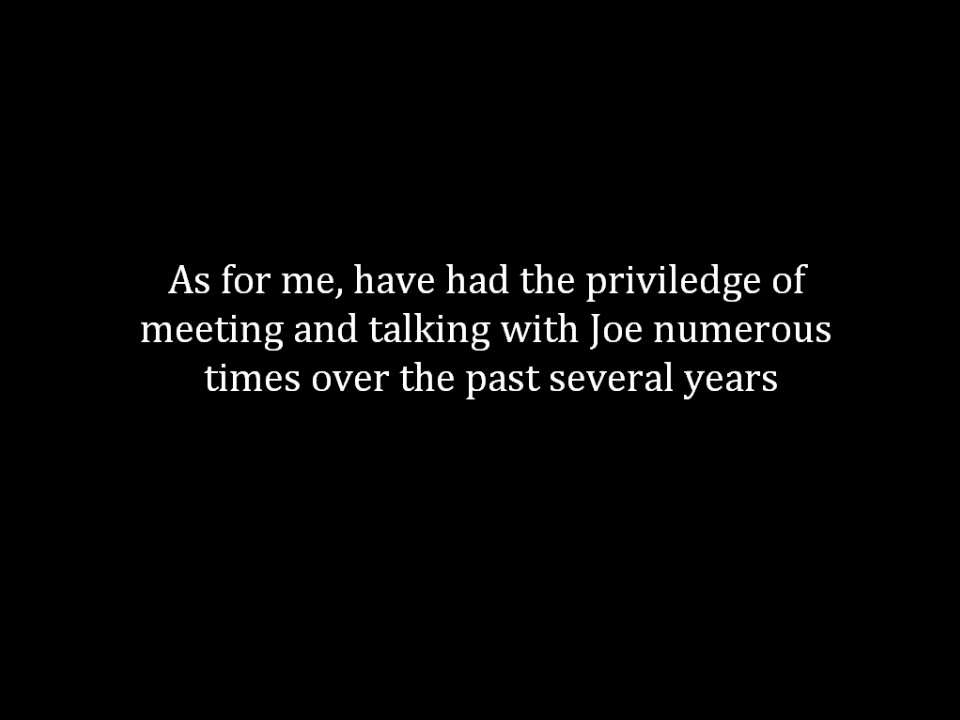 As for me, have had the priviledge of
meeting and talking with Joe numerous
times over the past several years